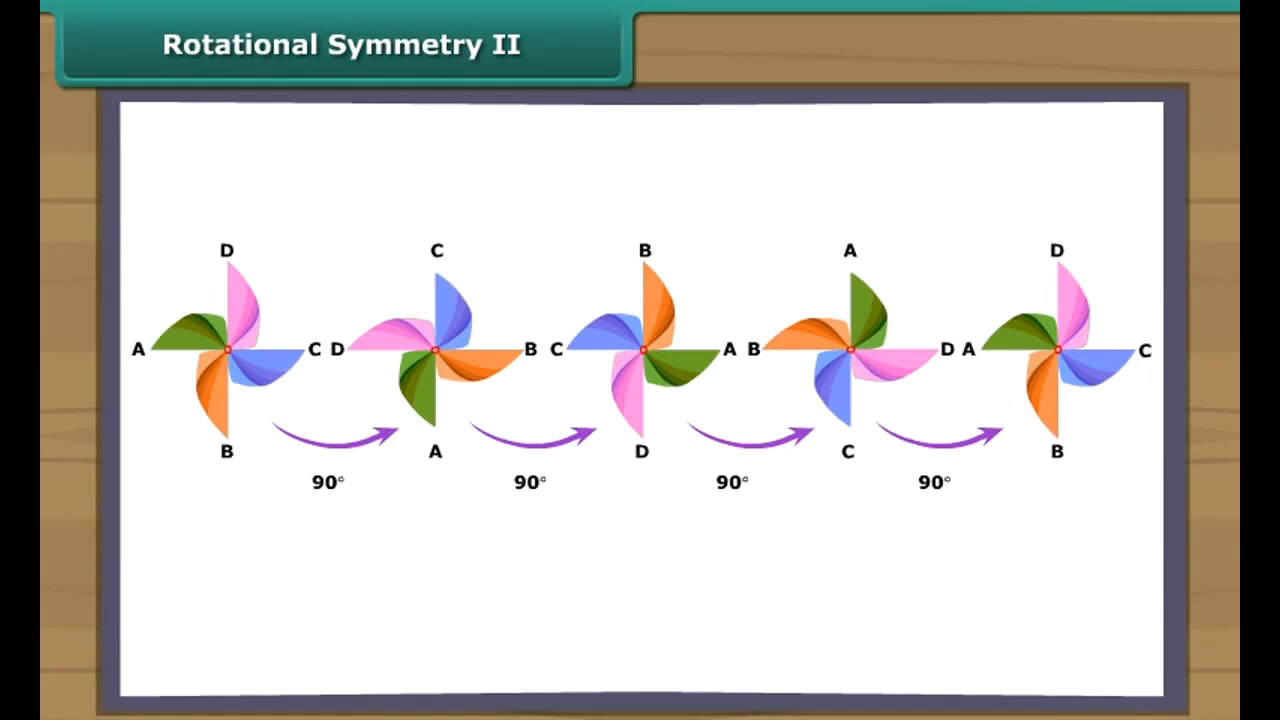 Rotational Symmetry II
D C B A D
A C D B C A B D A C
B A D C B
90° 90° 90° 90°